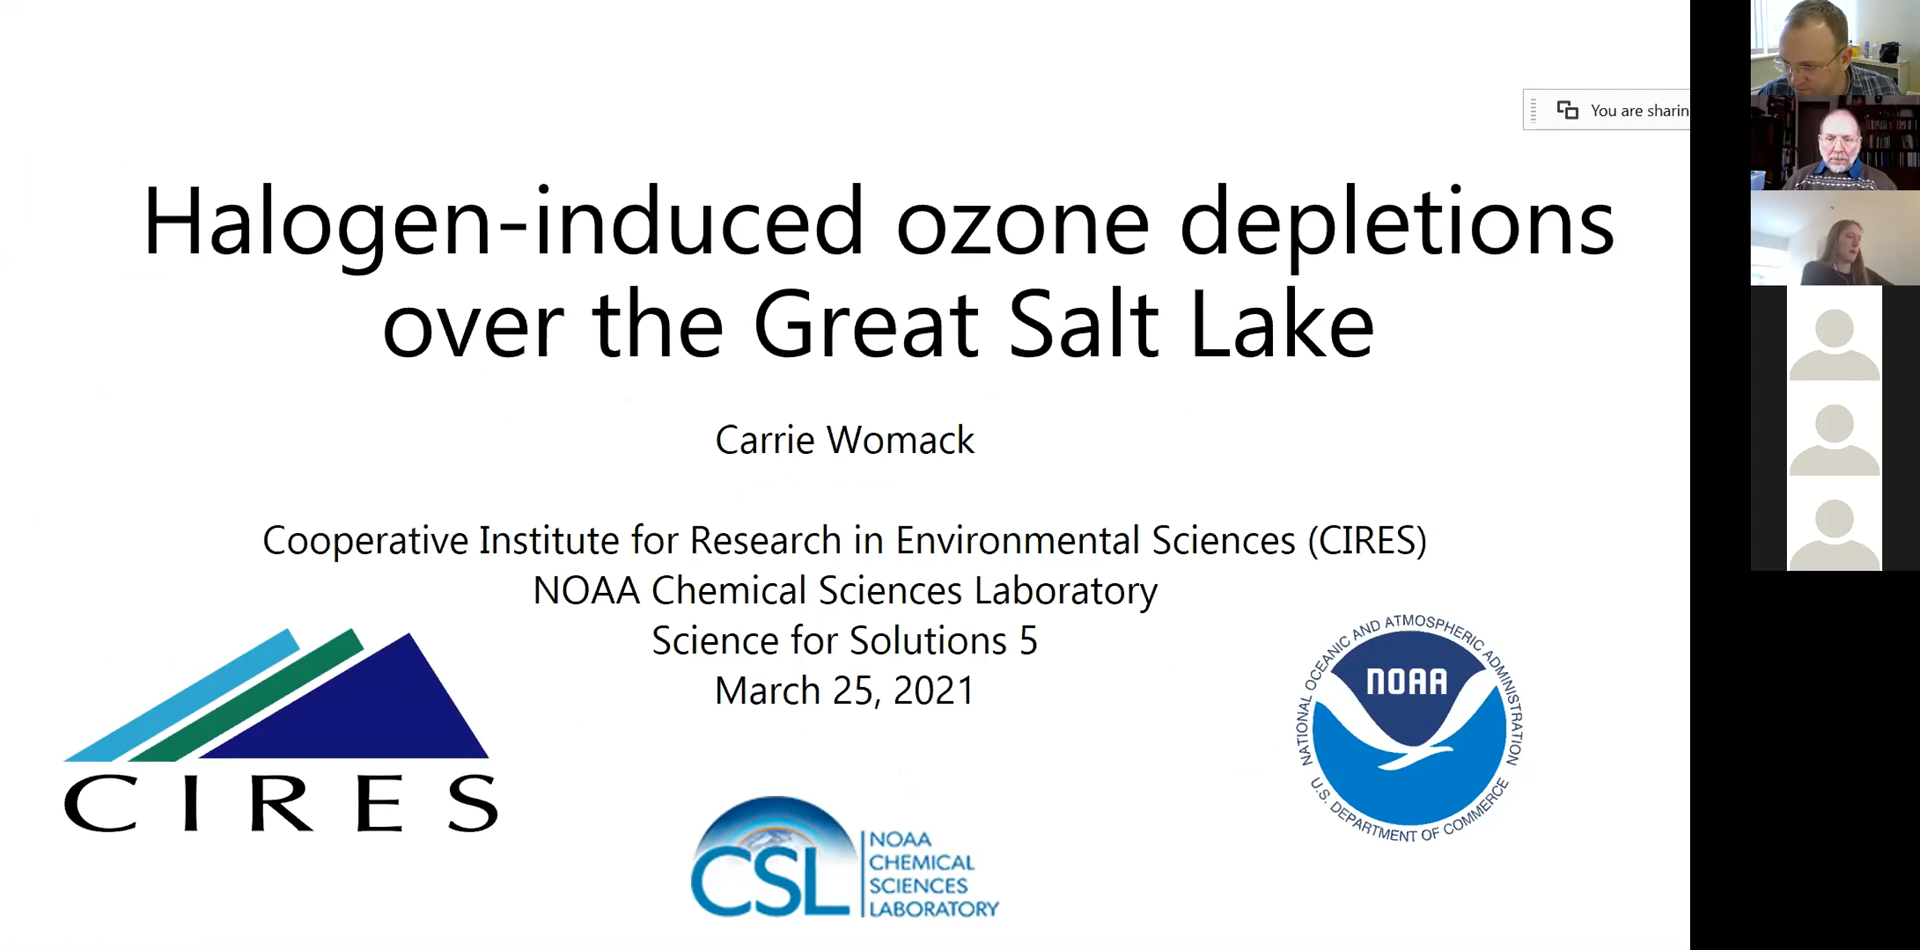 You are sharin
Halogen-induced ozone depletions
over the Great Salt Lake
Carrie Womack
Cooperative Institute for Research in Environmental Sciences (CIRES)
NOAA Chemical Sciences Laboratory
Science for Solutions 5
March 25, 2021
CIRES
CSL
NOAA
CHEMICAL
SCIENCES
LABORATORY
NATIONAL OCEANIC AND ATMOSPHERIC ADMINISTRATION
NOAA
U.S. DEPARTMENT OF COMMERCE